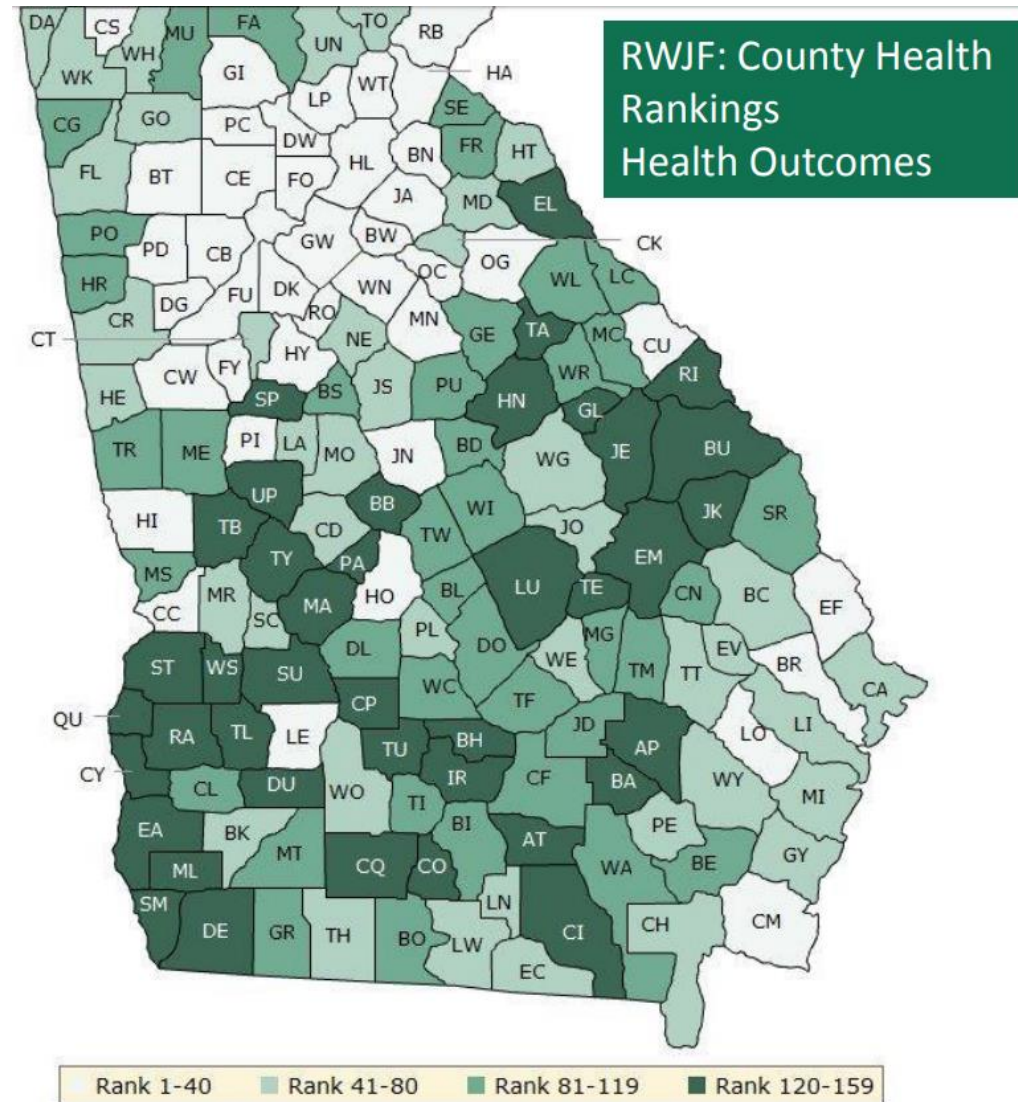 RWJF: County Health
Rankings
Health Outcomes
DA CS WH MU FA UN TO RB
WK GI LP WT HA
CG GO PC DW SE
FL BT CE FO HL BN FR HT
JA MD EL
PO PD CB GW BW CK
HR DG FU DK WN OC OG WL LC
CR RO MN
CT NE GE TA MC CU
HE CW FY HY JS PU WR RI
SP BS HN GL
TR ME PI LA MO JN BD WG JE BU
UP BB WI JK SR
HI TB CD TW JO EM
MS TY PA LU TE CN
CC MR SC MA HO BL BC EF
PL DO WE MG TM TT EV BR
ST WS SU DL WC TF CA
QU RA TL LE CP JD LO LI
TU BH AP
CY CL DU WO IR CF BA WY MI
EA BK MT TI BI AT PE GY
ML CQ CO WA BE
SM DE GR TH BO LW LN CI CH CM
EC
Rank 1-40 Rank 41-80 Rank 81-119 Rank 120-159